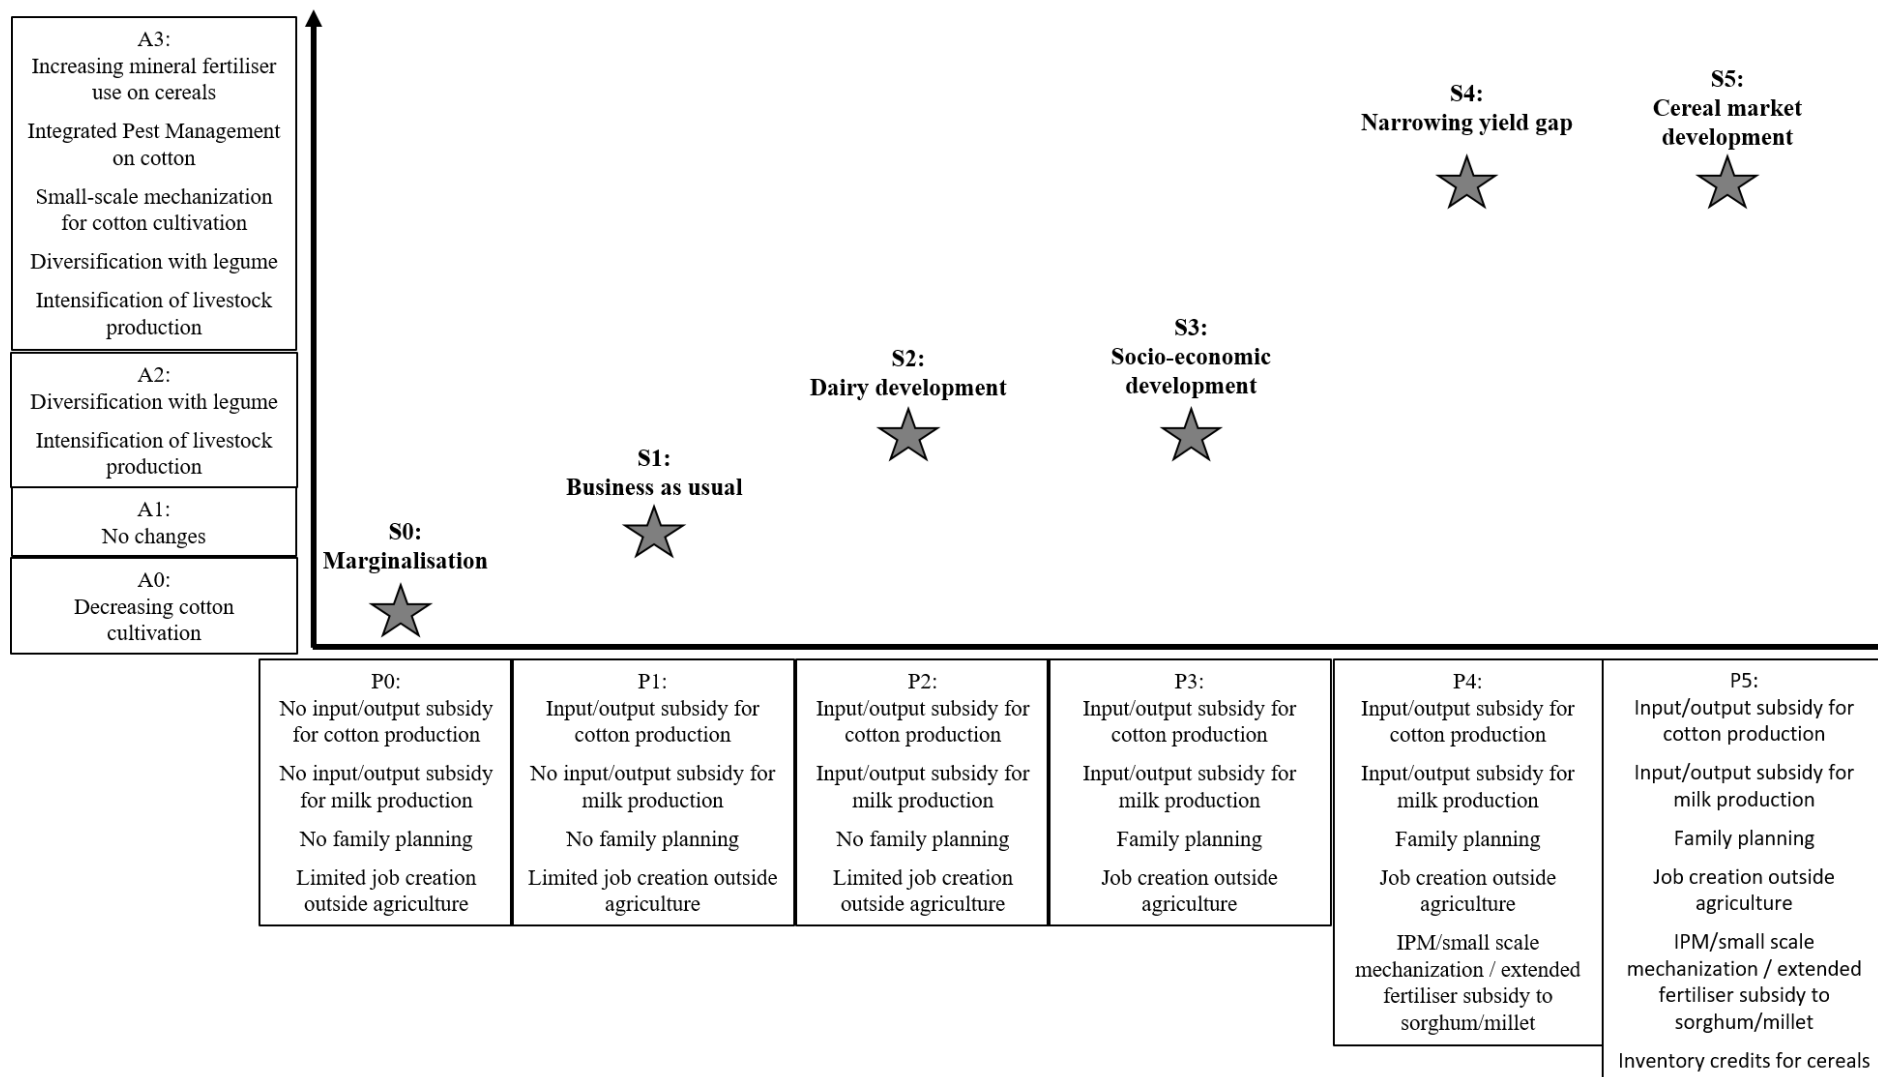 A3:
Increasing mineral fertiliser
use on cereals
Integrated Pest Management
on cotton
Small-scale mechanization
for cotton cultivation
Diversification with legume
Intensification of livestock
production
A2:
Diversification with legume
Intensification of livestock
production
A1:
No changes
A0:
Decreasing cotton
cultivation
S0:
Marginalisation
S1:
Business as usual
S2:
Dairy development
S3:
Socio-economic
development
S4:
Narrowing yield gap
S5:
Cereal market
development
P0:
No input/output subsidy
for cotton production
No input/output subsidy
for milk production
No family planning
Limited job creation
outside agriculture
P1:
Input/output subsidy for
cotton production
No input/output subsidy for
milk production
No family planning
Limited job creation outside
agriculture
P2:
Input/output subsidy for
cotton production
Input/output subsidy for
milk production
No family planning
Limited job creation
outside agriculture
P3:
Input/output subsidy for
cotton production
Input/output subsidy for
milk production
Family planning
Job creation outside
agriculture
P4:
Input/output subsidy for
cotton production
Input/output subsidy for
milk production
Family planning
Job creation outside
agriculture
IPM/small scale
mechanization / extended
fertiliser subsidy to
sorghum/millet
P5:
Input/output subsidy for
cotton production
Input/output subsidy for
milk production
Family planning
Job creation outside
agriculture
IPM/small scale
mechanization / extended
fertiliser subsidy to
sorghum/millet
Inventory credits for cereals